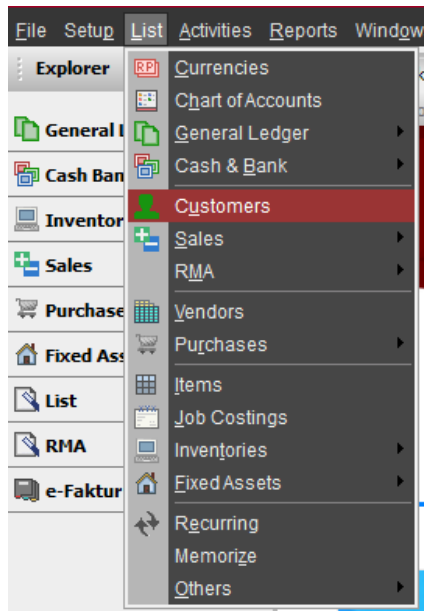 File Setup List Activities Reports Window
Explorer
General L
Cash Ban
Inventor
Sales
Purchase
Fixed Ass
List
RMA
e-Faktur
RP
Currencies
Chart of Accounts
General Ledger
Cash & Bank
Customers
Sales
RMA
Vendors
Purchases
Items
Job Costings
Inventories
Fixed Assets
Recurring
Memorize
Others